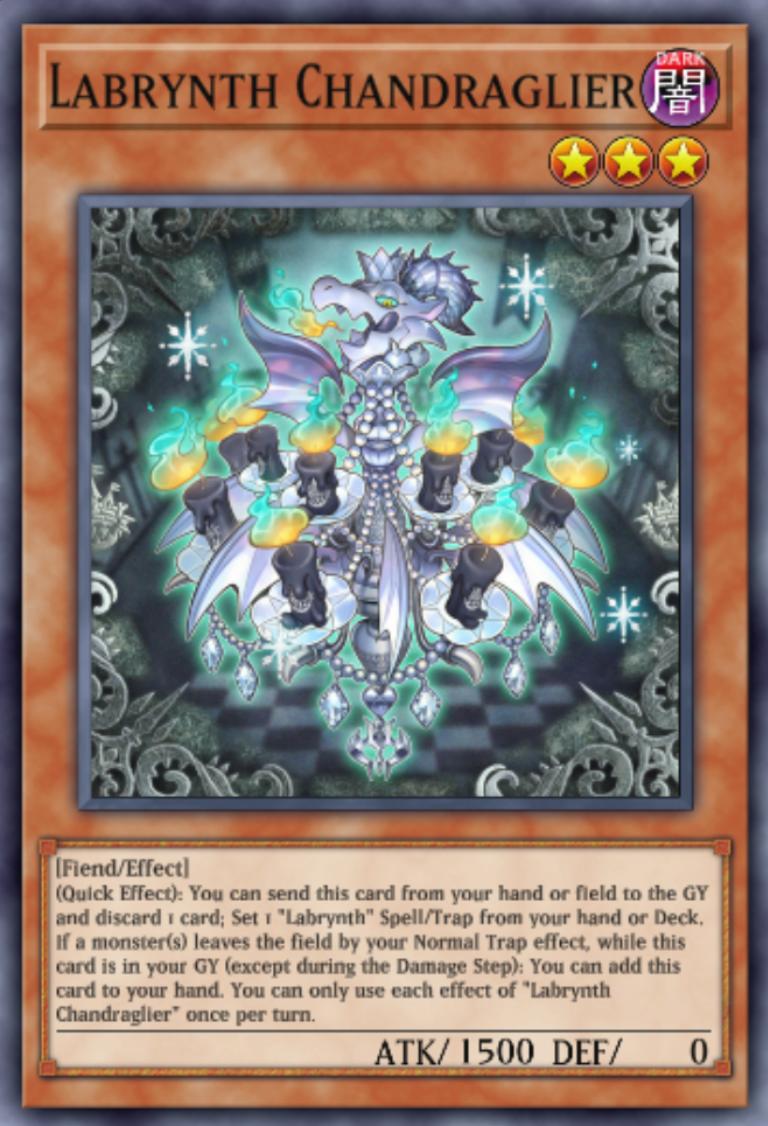 LABRYNTH CHANDRAGLIER
DARK
闇
[Fiend/Effect]
(Quick Effect): You can send this card from your hand or field to the GY
and discard 1 card; Set 1 "Labrynth" Spell/Trap from your hand or Deck.
If a monster(s) leaves the field by your Normal Trap effect, while this
card is in your GY (except during the Damage Step): You can add this
card to your hand. You can only use each effect of "Labrynth
Chandraglier" once per turn.
ATK/ 1500 DEF/ 0